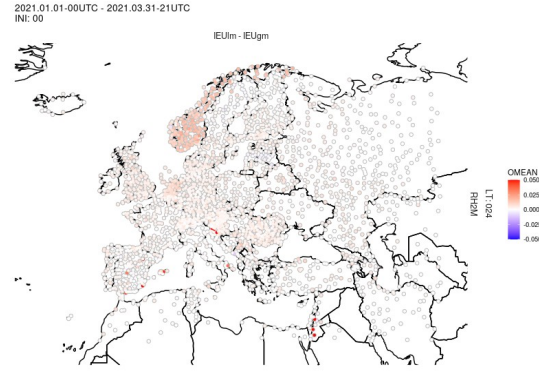 2021.01.01-00UTC - 2021.03.31-21UTC
INI: 00
IEUlm - IEUgm
LT: 024
RH2M
OMEAN
0.050
0.025
0.000
-0.025
-0.050